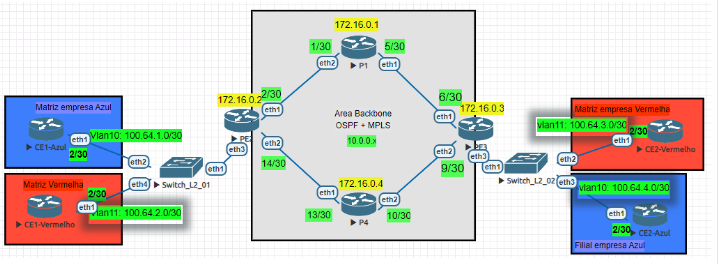 172.16.0.1
1/30
5/30
eth2
eth1
P1
172.16.0.2
2/30
eth1
PE2
eth3
eth2
14/30
Area Backbone
OSPF + MPLS
10.0.0.x
6/30
172.16.0.3
eth1
PE3
eth3
eth2
9/30
172.16.0.4
eth1
eth2
P4
13/30
10/30
Matriz empresa Azul
CE1-Azul
eth1
vlan10: 100.64.1.0/30
2/30
eth2
Switch_L2_01
eth1
eth4
Matriz Vermelha
2/30
eth1
CE1-Vermelho
vlan11: 100.64.2.0/30
Matriz empresa Vermelha
vlan11: 100.64.3.0/30
2/30
eth1
CE2-Vermelho
eth2
eth1
Switch_L2_02
eth3
vlan10: 100.64.4.0/30
eth1
2/30
CE2-Azul
Filial empresa Azul